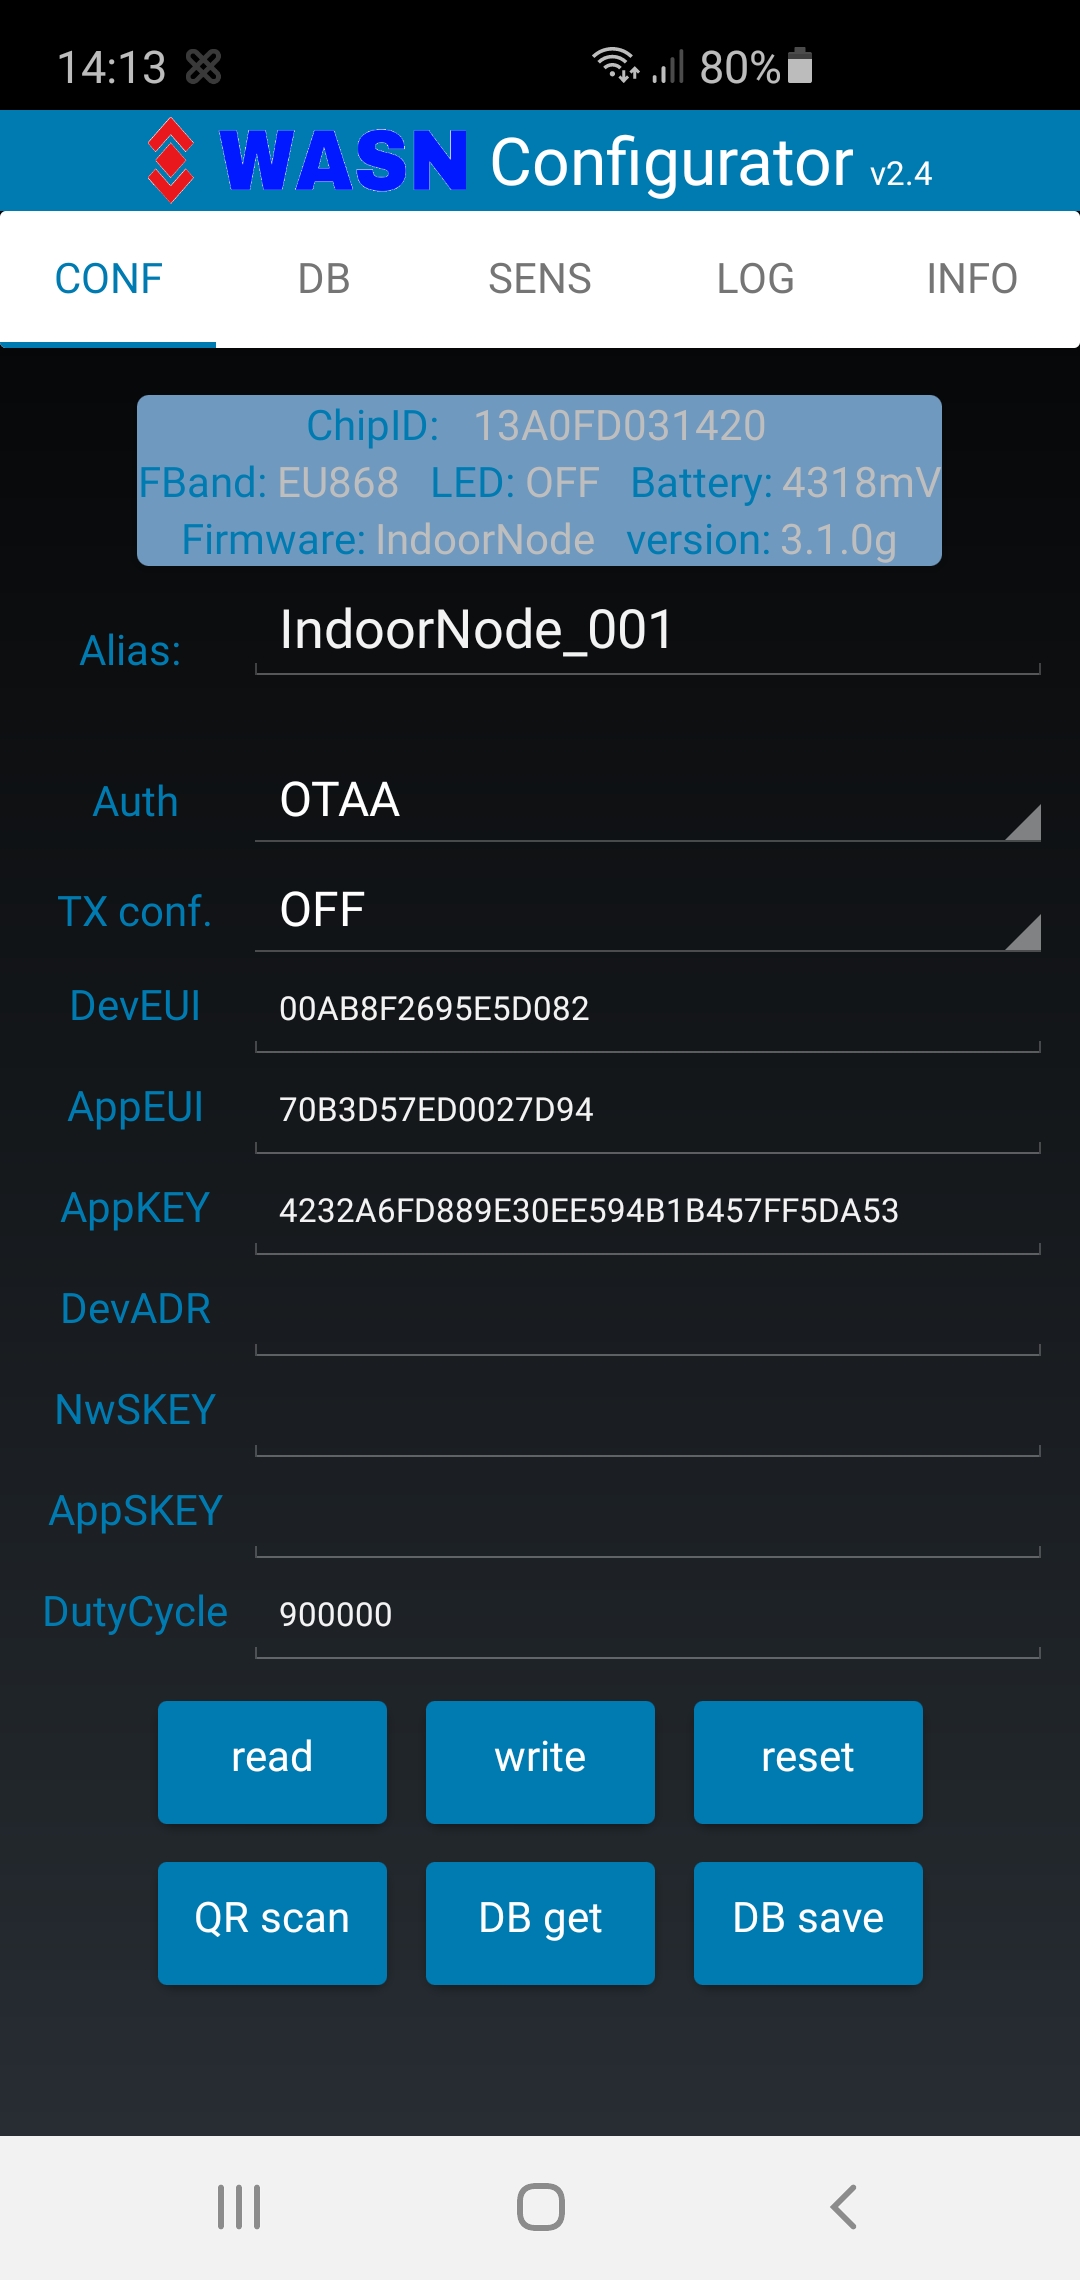 14:13 80%
WASN Configurator v2.4
CONF DB SENS LOG INFO
ChipID: 13A0FD031420
FBand: EU868 LED: OFF Battery: 4318mV
Firmware: IndoorNode version: 3.1.0g
Alias: IndoorNode_001
Auth OTAA
TX conf. OFF
DevEUI 00AB8F2695E5D082
AppEUI 70B3D57ED0027D94
AppKEY 4232A6FD889E30EE594B1B457FF5DA53
DevADR
NwSKEY
AppSKEY
DutyCycle 900000
read write reset
QR scan DB get DB save